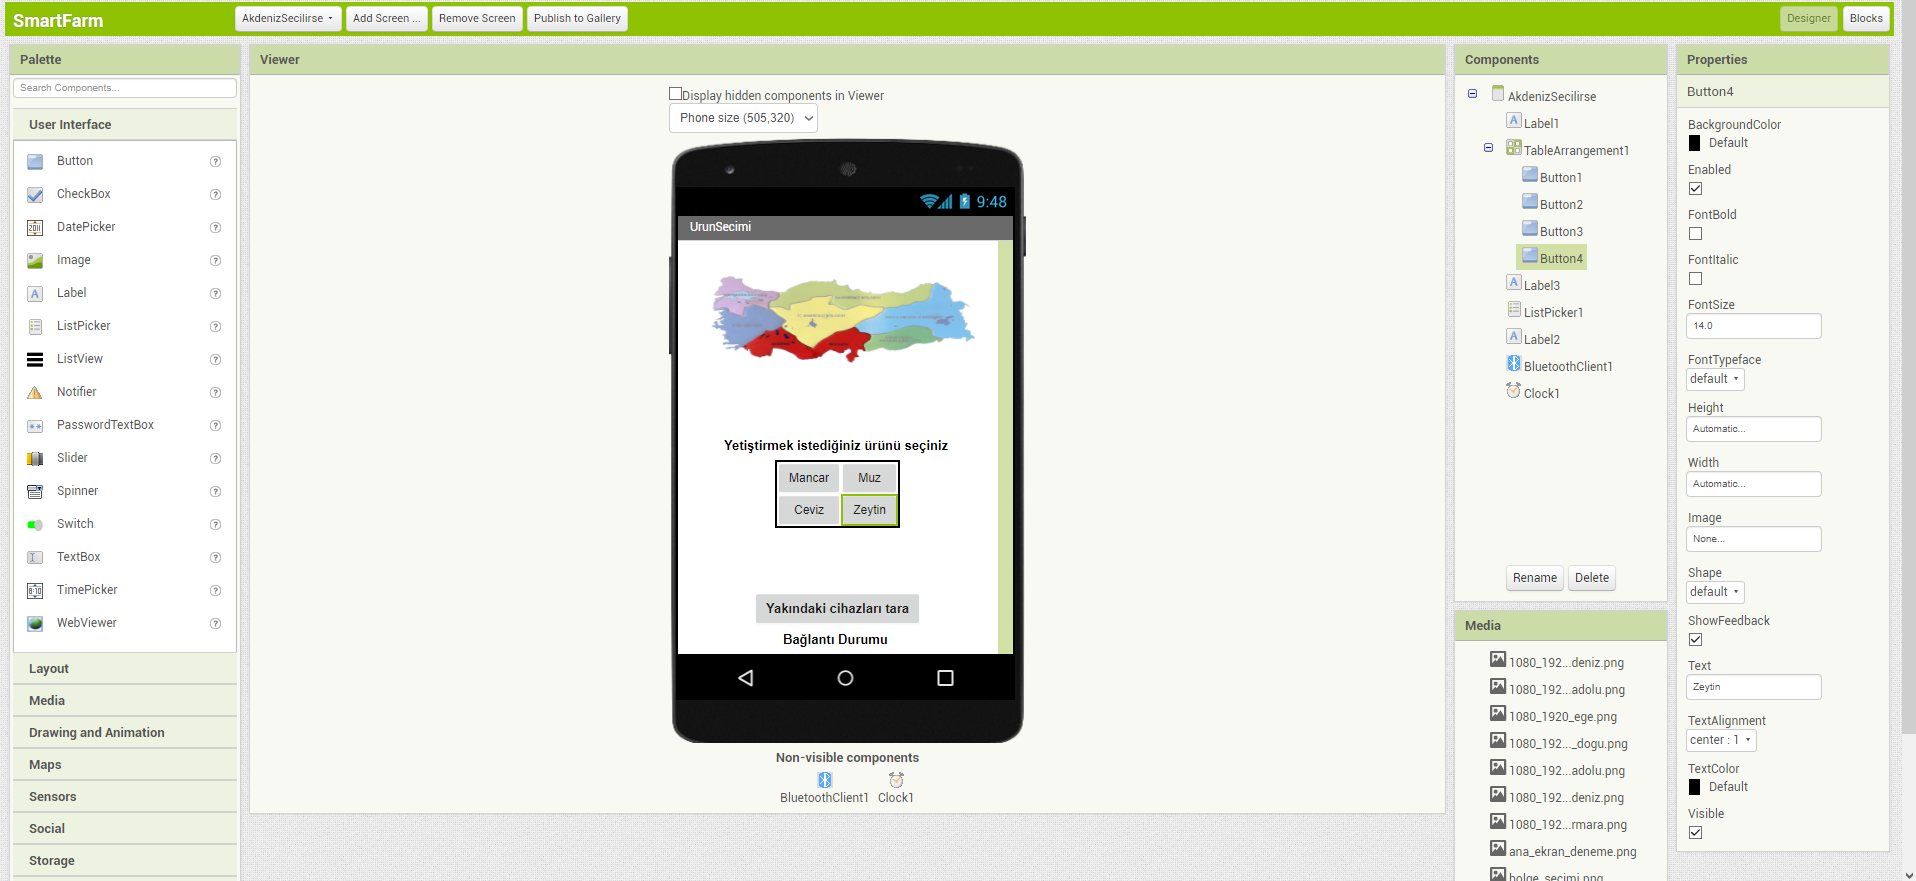 SmartFarm
AkdenizSecilirse
Add Screen ...
Remove Screen
Publish to Gallery
Designer
Blocks
Palette
Search Components...
User Interface
Button
CheckBox
DatePicker
Image
Label
ListPicker
ListView
Notifier
PasswordTextBox
Slider
Spinner
Switch
TextBox
TimePicker
WebViewer
Layout
Media
Drawing and Animation
Maps
Sensors
Social
Storage
Viewer
Display hidden components in Viewer
Phone size (505,320)
9:48
UrunSecimi
Yetiştirmek istediğiniz ürünü seçiniz
Mancar
Muz
Ceviz
Zeytin
Yakındaki cihazları tara
Bağlantı Durumu
Non-visible components
BluetoothClient1
Clock1
Components
AkdenizSecilirse
Label1
TableArrangement1
Button1
Button2
Button3
Button4
Label3
ListPicker1
Label2
BluetoothClient1
Clock1
Rename
Delete
Media
1080_192...deniz.png
1080_192...adolu.png
1080_1920_ege.png
1080_192..._dogu.png
1080_192...adolu.png
1080_192...deniz.png
1080_192...rmara.png
ana_ekran_deneme.png
bolge_secimi.png
Properties
Button4
BackgroundColor
Default
Enabled
FontBold
FontItalic
FontSize
14.0
FontTypeface
default
Height
Automatic...
Width
Automatic...
Image
None...
Shape
default
ShowFeedback
Text
Zeytin
TextAlignment
center : 1
TextColor
Default
Visible